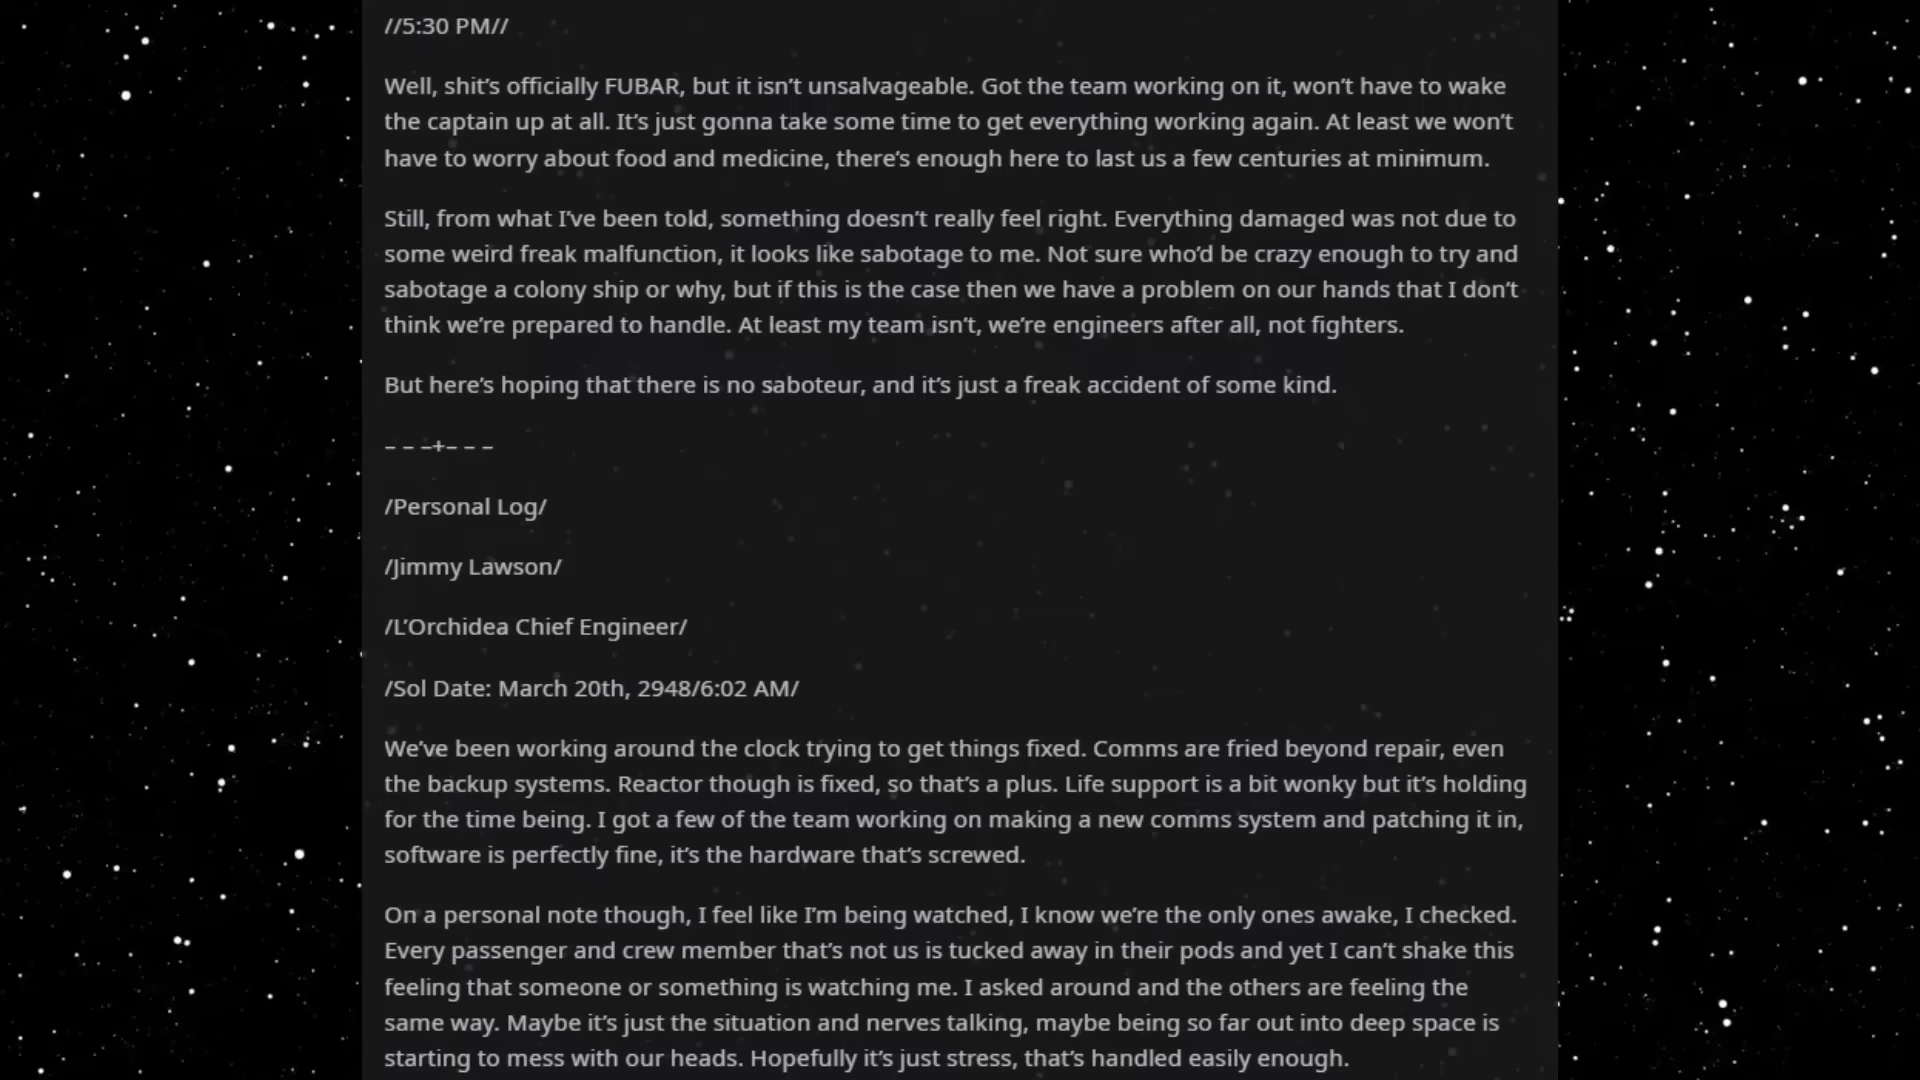 //5:30 PM//
Well, shit’s officially FUBAR, but it isn’t unsalvageable. Got the team working on it, won’t have to wake
the captain up at all. It’s just gonna take some time to get everything working again. At least we won’t
have to worry about food and medicine, there’s enough here to last us a few centuries at minimum.
Still, from what I’ve been told, something doesn’t really feel right. Everything damaged was not due to
some weird freak malfunction, it looks like sabotage to me. Not sure who’d be crazy enough to try and
sabotage a colony ship or why, but if this is the case then we have a problem on our hands that I don’t
think we’re prepared to handle. At least my team isn’t, we’re engineers after all, not fighters.
But here’s hoping that there is no saboteur, and it’s just a freak accident of some kind.
– – –+– – –
/Personal Log/
/Jimmy Lawson/
/L’Orchidea Chief Engineer/
/Sol Date: March 20th, 2948/6:02 AM/
We’ve been working around the clock trying to get things fixed. Comms are fried beyond repair, even
the backup systems. Reactor though is fixed, so that’s a plus. Life support is a bit wonky but it’s holding
for the time being. I got a few of the team working on making a new comms system and patching it in,
software is perfectly fine, it’s the hardware that’s screwed.
On a personal note though, I feel like I’m being watched, I know we’re the only ones awake, I checked.
Every passenger and crew member that’s not us is tucked away in their pods and yet I can’t shake this
feeling that someone or something is watching me. I asked around and the others are feeling the
same way. Maybe it’s just the situation and nerves talking, maybe being so far out into deep space is
starting to mess with our heads. Hopefully it’s just stress, that’s handled easily enough.